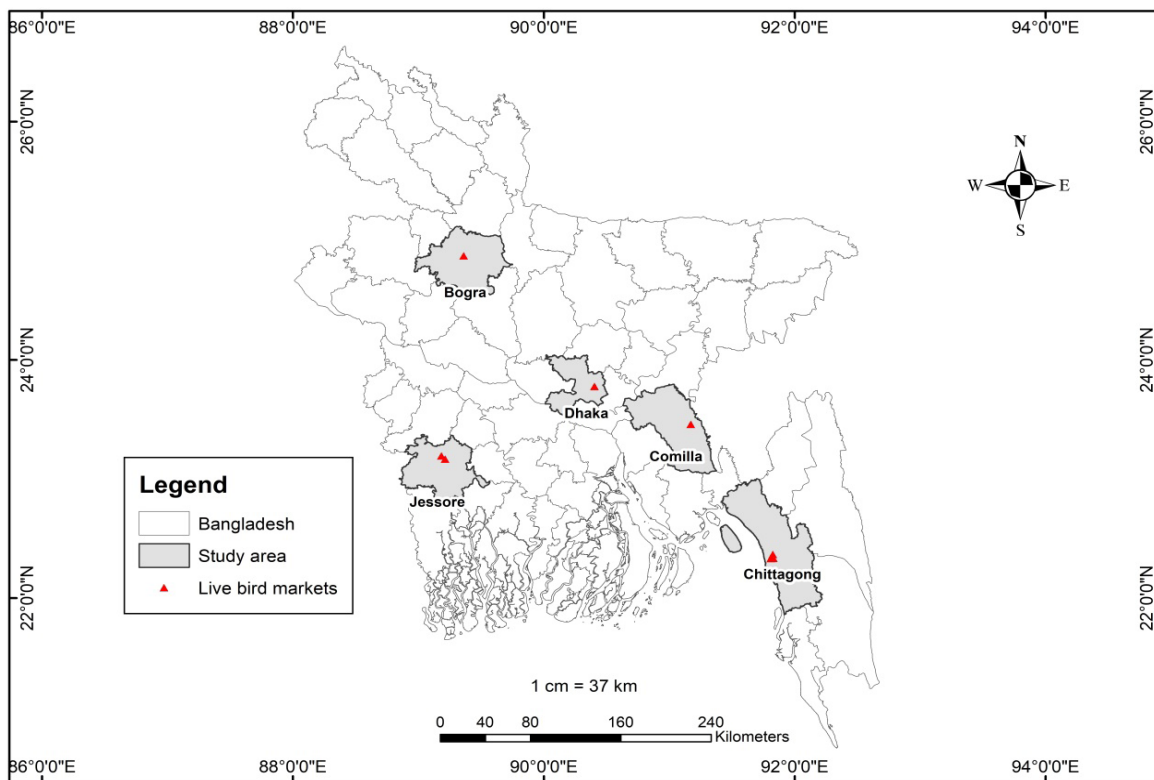 86°0'0"E 88°0'0"E 90°0'0"E 92°0'0"E 94°0'0"E
26°0'0"N 26°0'0"N
N
W E
S
Bogra
24°0'0"N 24°0'0"N
Dhaka
Comilla
Jessore
Chittagong
22°0'0"N 22°0'0"N
Legend
Bangladesh
Study area
Live bird markets
1 cm = 37 km
0 40 80 160 240
Kilometers
86°0'0"E 88°0'0"E 90°0'0"E 92°0'0"E 94°0'0"E